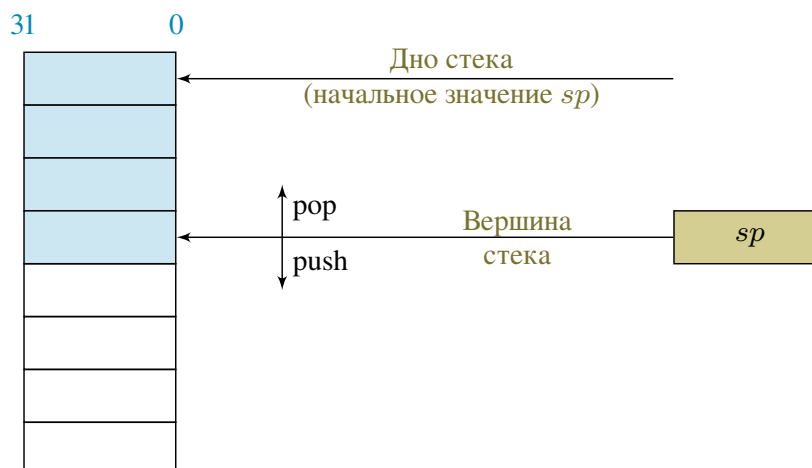 31 0
Дно стека
(начальное значение sp)
pop
Вершина
sp
push
стека